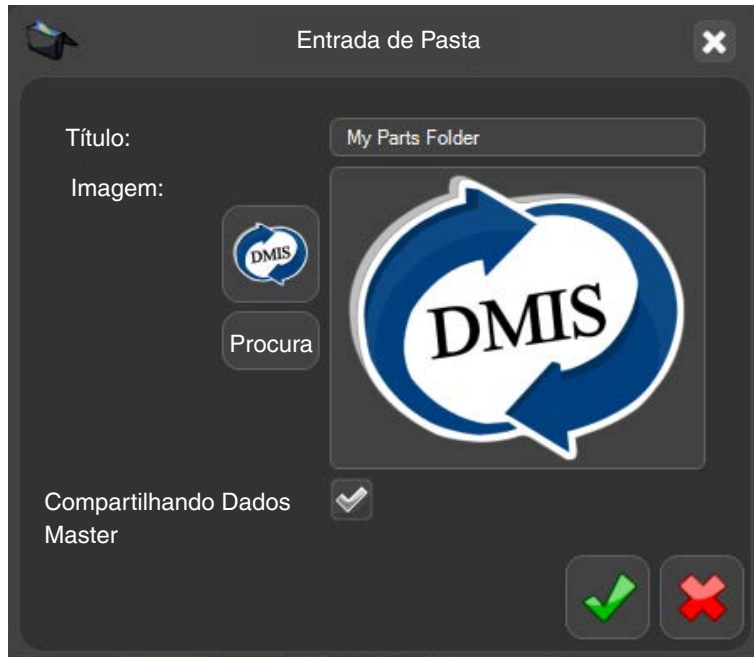 Entrada de Pasta
Título:
My Parts Folder
Imagem:
DMIS
DMIS
Procura
Compartilhando Dados
Master